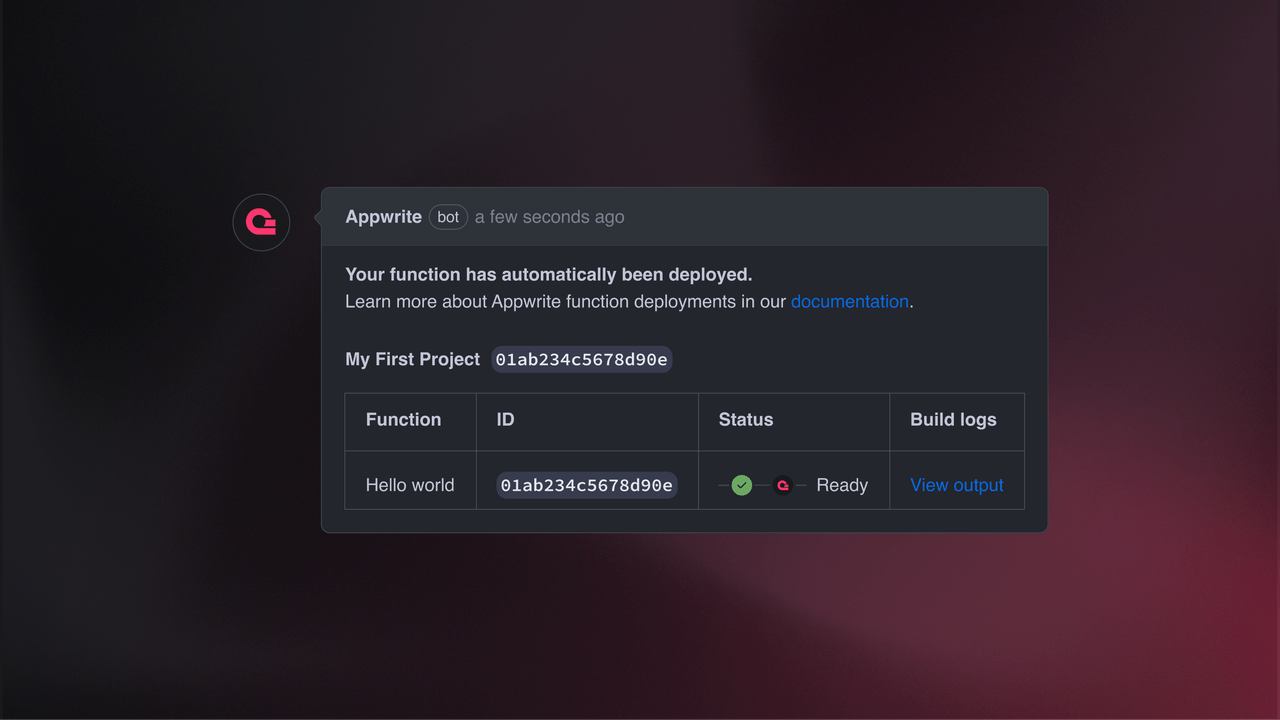 Appwrite bot a few seconds ago
Your function has automatically been deployed.
Learn more about Appwrite function deployments in our documentation.
My First Project 01ab234c5678d90e
Function ID Status Build logs
Hello world 01ab234c5678d90e Ready View output